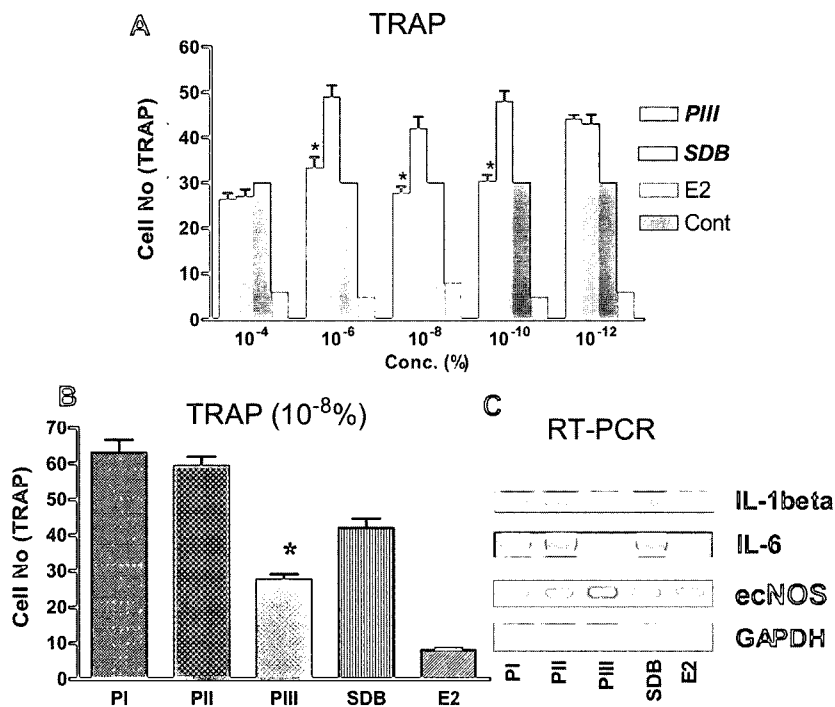 A
TRAP
60
50
40
30
20
10
0
Cell No (TRAP)
*
*
*
10-4
10-6
10-8
10-10
10-12
Conc. (%)
PIII
SDB
E2
Cont
B
TRAP (10-8%)
70
60
50
40
30
20
10
0
Cell No (TRAP)
*
PI
PII
PIII
SDB
E2
C
RT-PCR
IL-1beta
IL-6
ecNOS
GAPDH
PI
PII
PIII
SDB
E2